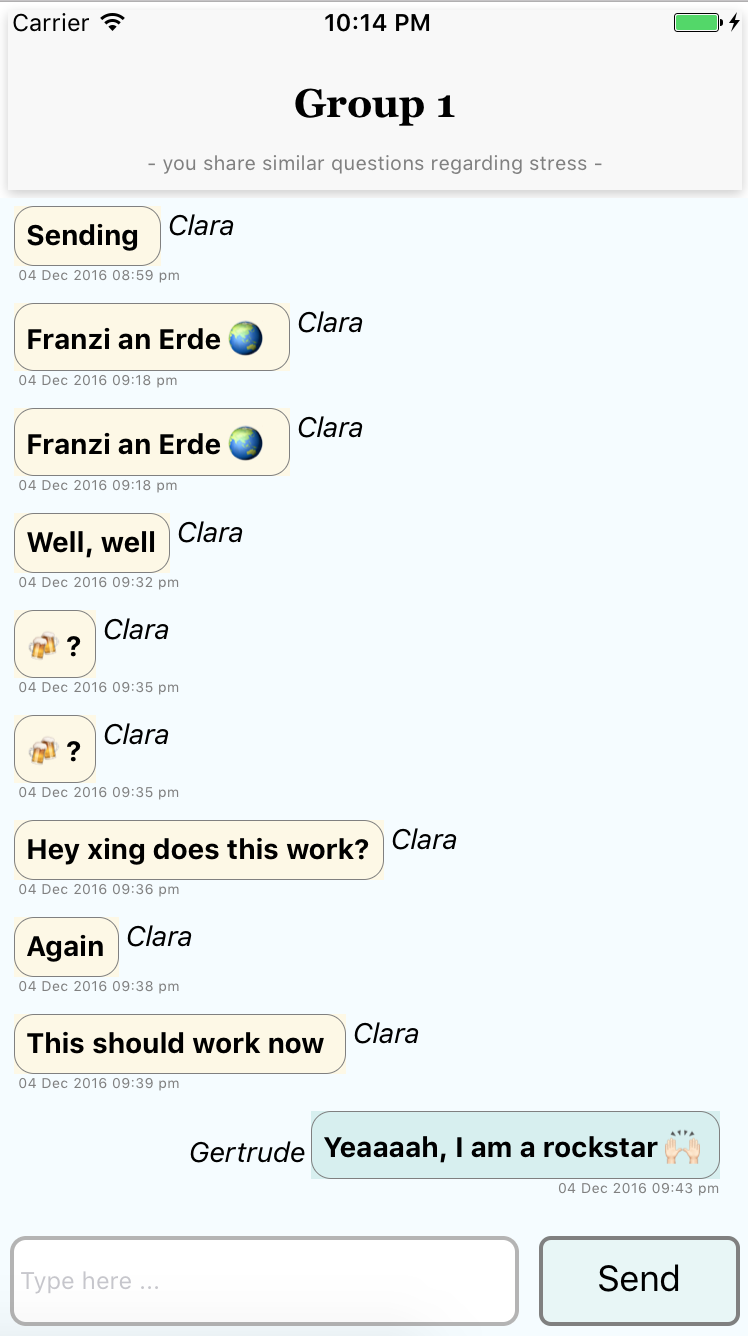 Carrier 10:14 PM
Group 1
- you share similar questions regarding stress -
Sending Clara
04 Dec 2016 08:59 pm
Franzi an Erde 🌏 Clara
04 Dec 2016 09:18 pm
Franzi an Erde 🌏 Clara
04 Dec 2016 09:18 pm
Well, well Clara
04 Dec 2016 09:32 pm
🍻 ? Clara
04 Dec 2016 09:35 pm
🍻 ? Clara
04 Dec 2016 09:35 pm
Hey xing does this work? Clara
04 Dec 2016 09:36 pm
Again Clara
04 Dec 2016 09:38 pm
This should work now Clara
04 Dec 2016 09:39 pm
Gertrude Yeaaaah, I am a rockstar 🙌🏻
04 Dec 2016 09:43 pm
Type here ... Send